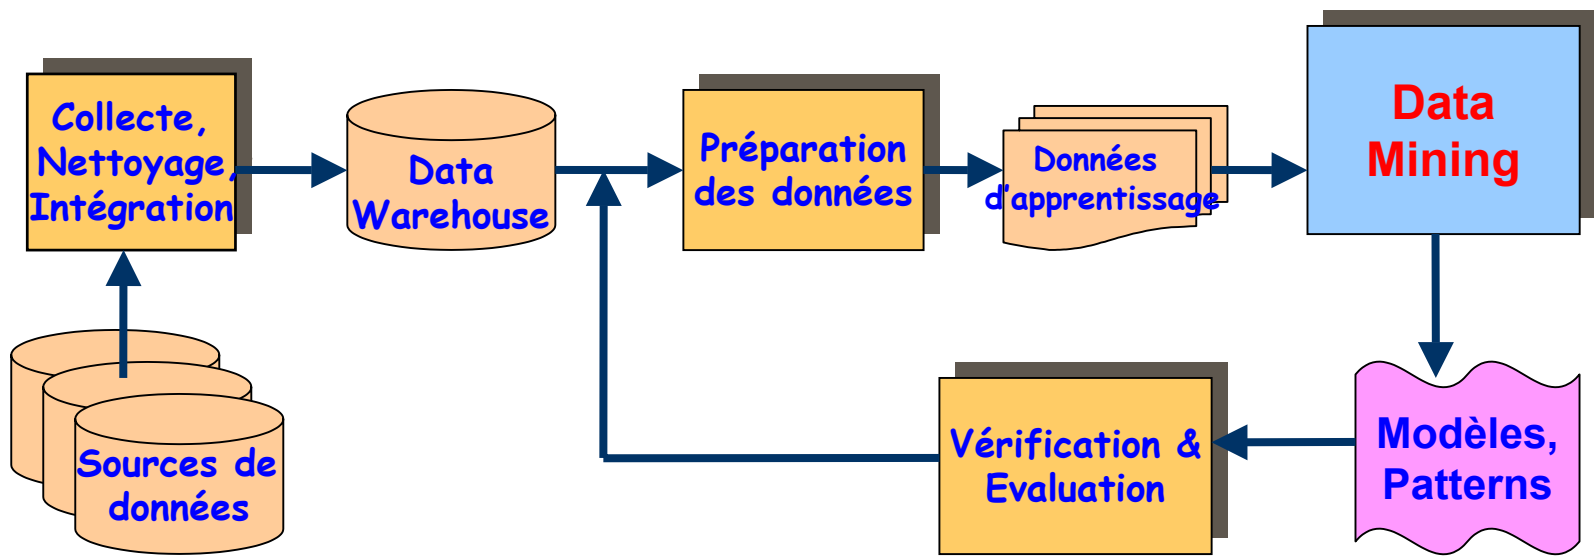 Collecte,
Nettoyage,
Intégration
Data
Warehouse
Préparation
des données
Données
d'apprentissage
Data
Mining
Sources de
données
Vérification &
Evaluation
Modèles,
Patterns